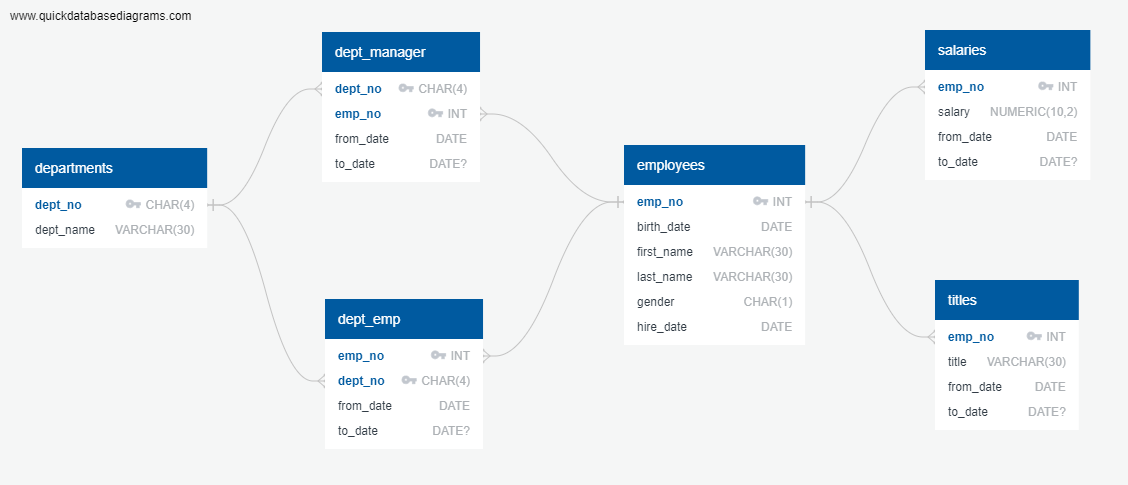 www.quickdatabasediagrams.com
departments
dept_no CHAR(4)
dept_name VARCHAR(30)
dept_manager
dept_no CHAR(4)
emp_no INT
from_date DATE
to_date DATE?
dept_emp
emp_no INT
dept_no CHAR(4)
from_date DATE
to_date DATE?
employees
emp_no INT
birth_date DATE
first_name VARCHAR(30)
last_name VARCHAR(30)
gender CHAR(1)
hire_date DATE
salaries
emp_no INT
salary NUMERIC(10,2)
from_date DATE
to_date DATE?
titles
emp_no INT
title VARCHAR(30)
from_date DATE
to_date DATE?